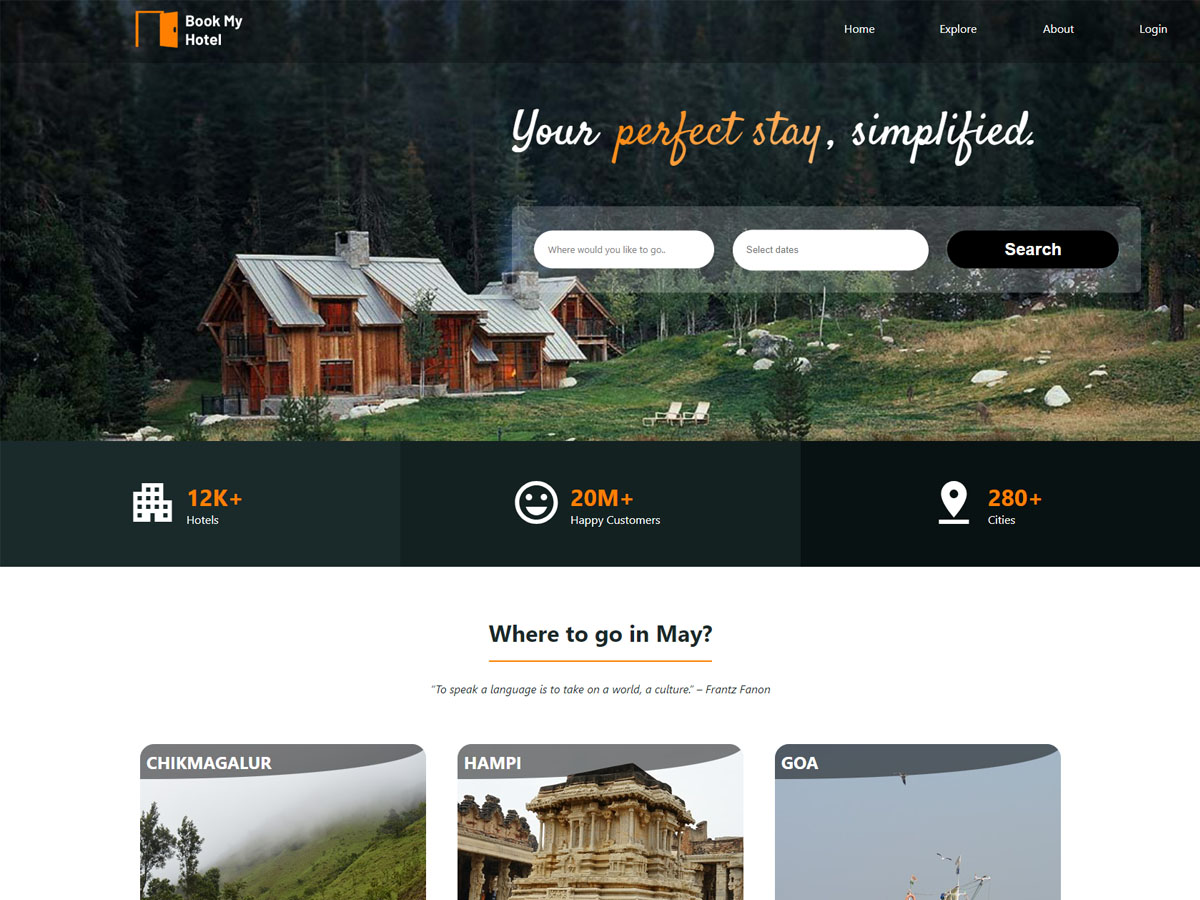 Book My
Hotel
Home
Explore
About
Login
Your perfect stay, simplified.
Where would you like to go..
Select dates
Search
12K+
Hotels
20M+
Happy Customers
280+
Cities
Where to go in May?
"To speak a language is to take on a world, a culture." – Frantz Fanon
CHIKMAGALUR
HAMPI
GOA